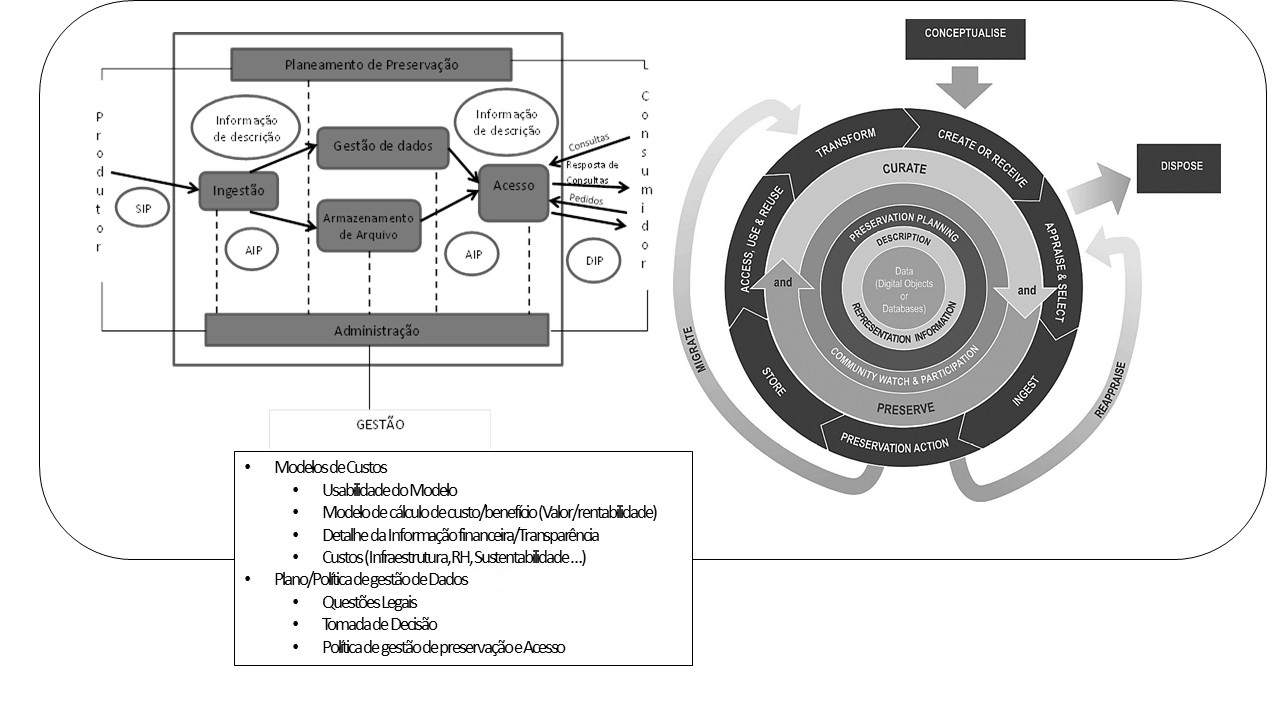 Planeamento de Preservação
Produtor
Consumidor
Informação
de descrição
Informação
de descrição
Gestão de dados
Ingestão
Acesso
Armazenamento
de Arquivo
SIP
AIP
AIP
DIP
Consultas
Resposta de
Consultas
Pedidos
Administração
GESTÃO
• Modelos de Custos
• Usabilidade do Modelo
• Modelo de cálculo de custo/benefício (Valor/rentabilidade)
• Detalhe da Informação financeira/Transparência
• Custos (Infraestrutura, RH, Sustentabilidade ...)
• Plano/Política de gestão de Dados
• Questões Legais
• Tomada de Decisão
• Política de gestão de preservação e Acesso
CONCEPTUALISE
DISPOSE
TRANSFORM
CREATE OR RECEIVE
APPRAISE & SELECT
INGEST
PRESERVATION ACTION
STORE
ACCESS, USE & REUSE
MIGRATE
REAPPRAISE
CURATE
and
and
PRESERVE
PRESERVATION PLANNING
COMMUNITY WATCH & PARTICIPATION
DESCRIPTION
REPRESENTATION INFORMATION
Data
(Digital Objects
or
Databases)